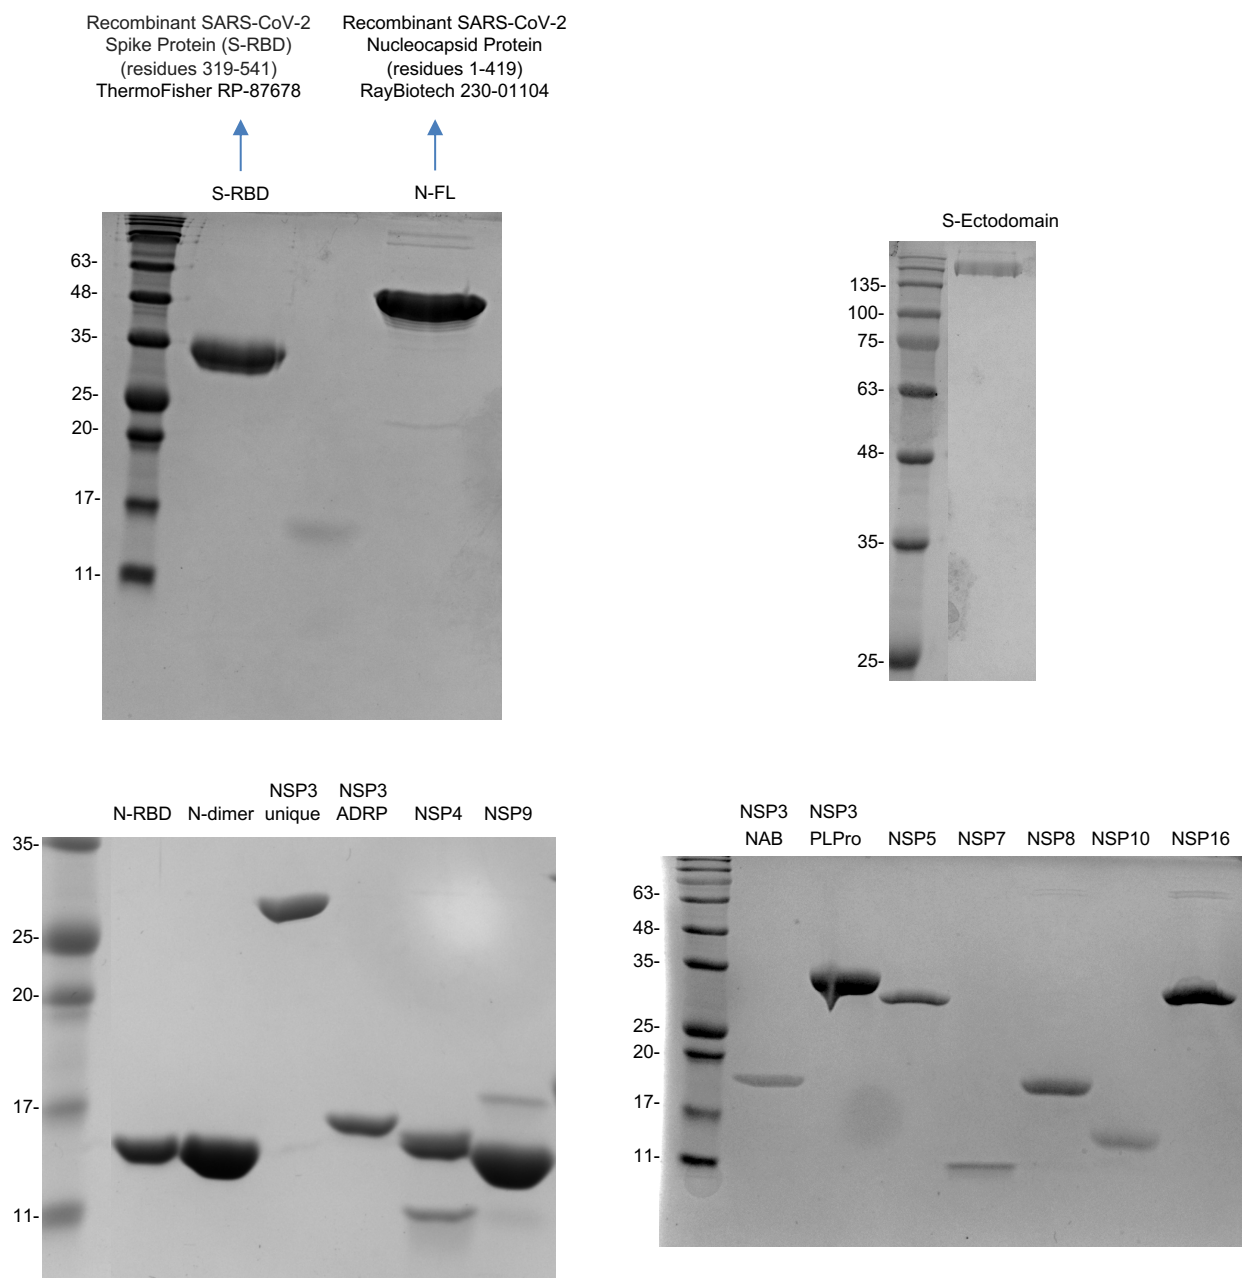 Recombinant SARS-CoV-2
Spike Protein (S-RBD)
(residues 319-541)
ThermoFisher RP-87678
Recombinant SARS-CoV-2
Nucleocapsid Protein
(residues 1-419)
RayBiotech 230-01104
S-RBD
N-FL
63-
48-
35-
25-
20-
17-
11-
S-Ectodomain
135-
100-
75-
63-
48-
35-
25-
N-RBD
N-dimer
NSP3
unique
NSP3
ADRP
NSP4
NSP9
35-
25-
20-
17-
11-
NSP3
NAB
NSP3
PLPro
NSP5
NSP7
NSP8
NSP10
NSP16
63-
48-
35-
25-
20-
17-
11-